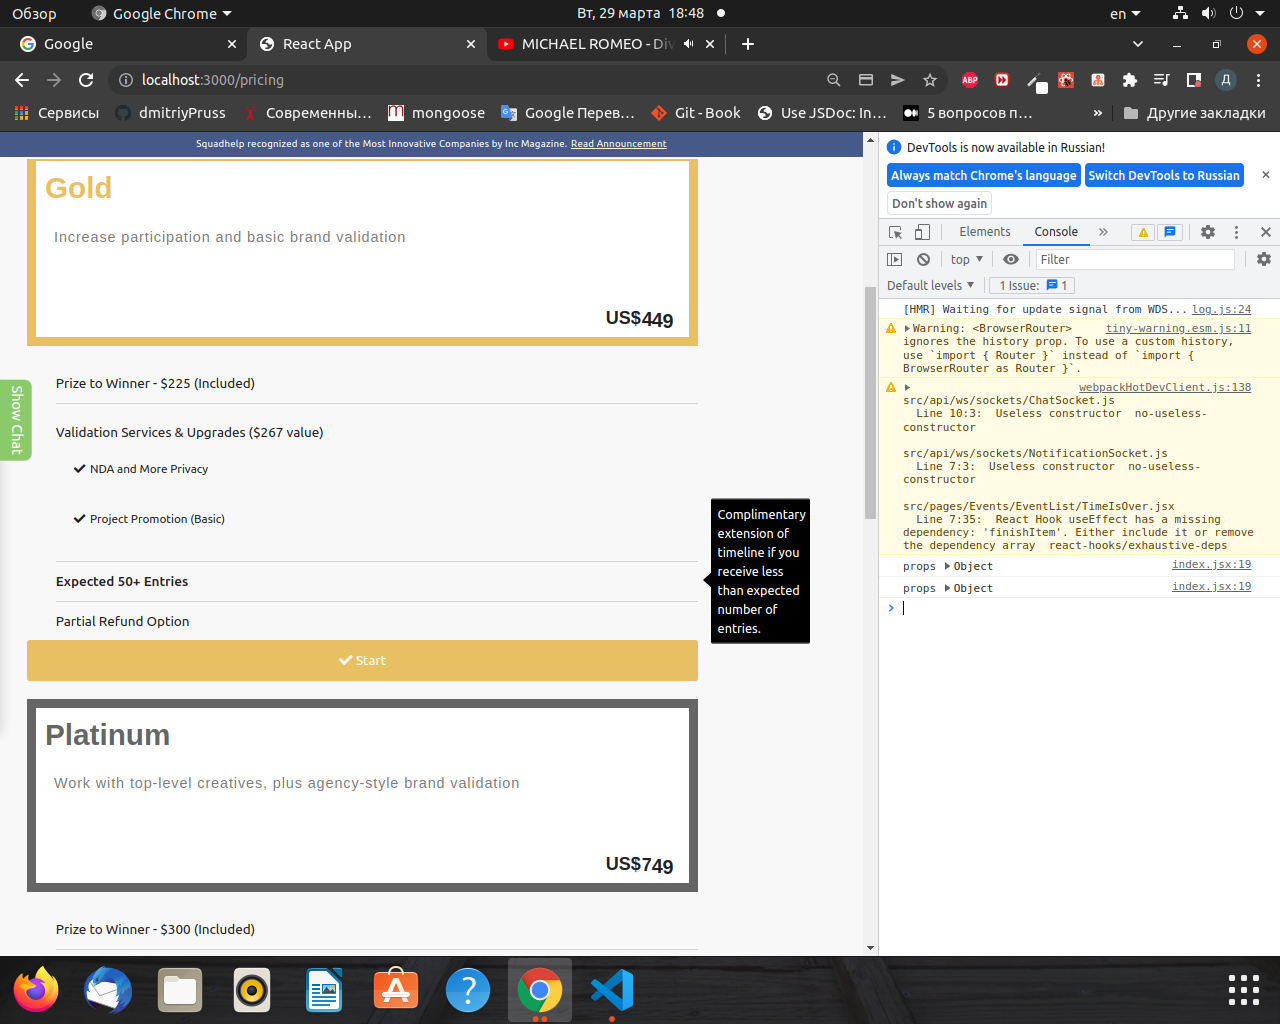 Обзор
Google Chrome
Вт, 29 марта 18:48
en
Google
React App
MICHAEL ROMEO - Div
localhost:3000/pricing
ABP
Д
Сервисы
dmitriyPruss
Современны...
mongoose
Google Перев...
Git - Book
Use JSDoc: In...
5 вопросов п...
»
Другие закладки
Squadhelp recognized as one of the Most Innovative Companies by Inc Magazine. Read Announcement
Gold
Increase participation and basic brand validation
US$449
Prize to Winner - $225 (Included)
Validation Services & Upgrades ($267 value)
NDA and More Privacy
Project Promotion (Basic)
Expected 50+ Entries
Partial Refund Option
Start
Show Chat
Complimentary
extension of
timeline if you
receive less
than expected
number of
entries.
Platinum
Work with top-level creatives, plus agency-style brand validation
US$749
Prize to Winner - $300 (Included)
DevTools is now available in Russian!
Always match Chrome's language
Switch DevTools to Russian
Don't show again
Elements
Console
»
top
Filter
Default levels
1 Issue: 1
[HMR] Waiting for update signal from WDS... log.js:24
Warning: <BrowserRouter> tiny-warning.esm.js:11
ignores the history prop. To use a custom history,
use `import { Router }` instead of `import {
BrowserRouter as Router }`.
webpackHotDevClient.js:138
src/api/ws/sockets/ChatSocket.js
Line 10:3: Useless constructor no-useless-
constructor
src/api/ws/sockets/NotificationSocket.js
Line 7:3: Useless constructor no-useless-
constructor
src/pages/Events/EventList/TimeIsOver.jsx
Line 7:35: React Hook useEffect has a missing
dependency: 'finishItem'. Either include it or remove
the dependency array react-hooks/exhaustive-deps
props Object index.jsx:19
props Object index.jsx:19